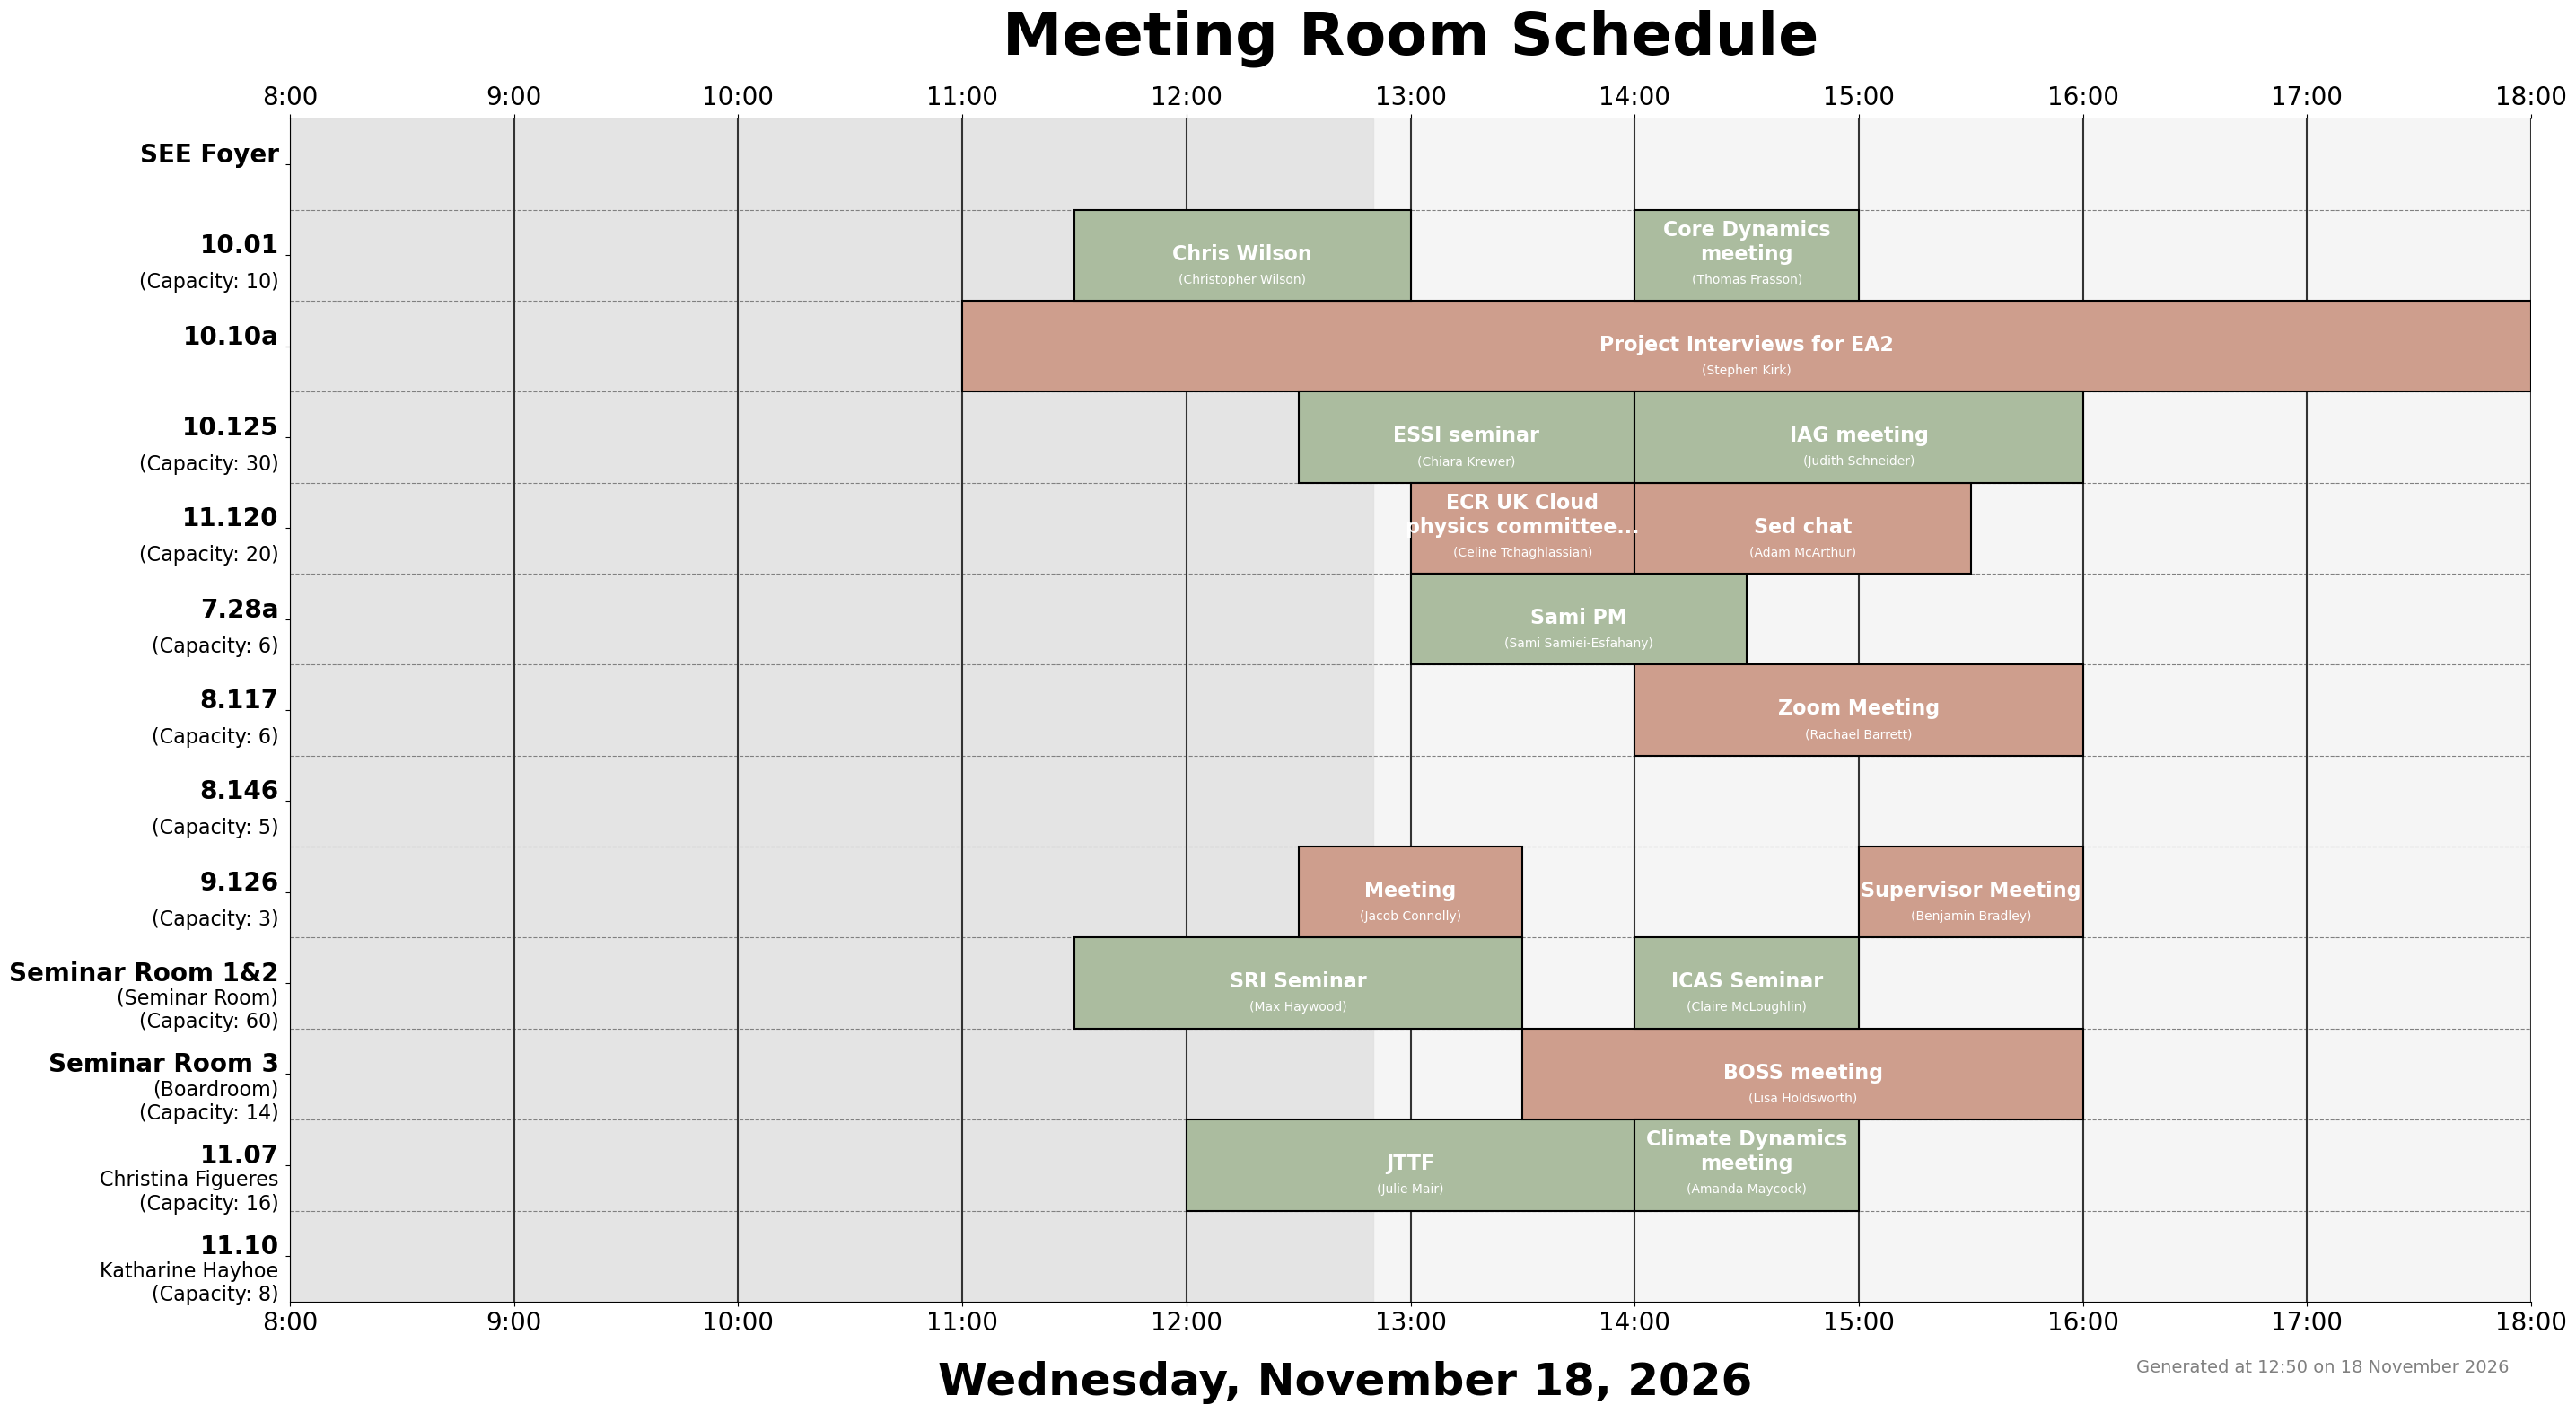 Meeting Room Schedule
8:00 9:00 10:00 11:00 12:00 13:00 14:00 15:00 16:00 17:00 18:00
SEE Foyer
10.01
(Capacity: 10)
Chris Wilson
(Christopher Wilson)
Core Dynamics
meeting
(Thomas Frasson)
10.10a
Project Interviews for EA2
(Stephen Kirk)
10.125
(Capacity: 30)
ESSI seminar
(Chiara Krewer)
IAG meeting
(Judith Schneider)
11.120
(Capacity: 20)
ECR UK Cloud
physics committee...
(Celine Tchaghlassian)
Sed chat
(Adam McArthur)
7.28a
(Capacity: 6)
Sami PM
(Sami Samiei-Esfahany)
8.117
(Capacity: 6)
Zoom Meeting
(Rachael Barrett)
8.146
(Capacity: 5)
9.126
(Capacity: 3)
Meeting
(Jacob Connolly)
Supervisor Meeting
(Benjamin Bradley)
Seminar Room 1&2
(Seminar Room)
(Capacity: 60)
SRI Seminar
(Max Haywood)
ICAS Seminar
(Claire McLoughlin)
Seminar Room 3
(Boardroom)
(Capacity: 14)
BOSS meeting
(Lisa Holdsworth)
11.07
Christina Figueres
(Capacity: 16)
JTTF
(Julie Mair)
Climate Dynamics
meeting
(Amanda Maycock)
11.10
Katharine Hayhoe
(Capacity: 8)
8:00 9:00 10:00 11:00 12:00 13:00 14:00 15:00 16:00 17:00 18:00
Wednesday, November 18, 2026
Generated at 12:50 on 18 November 2026